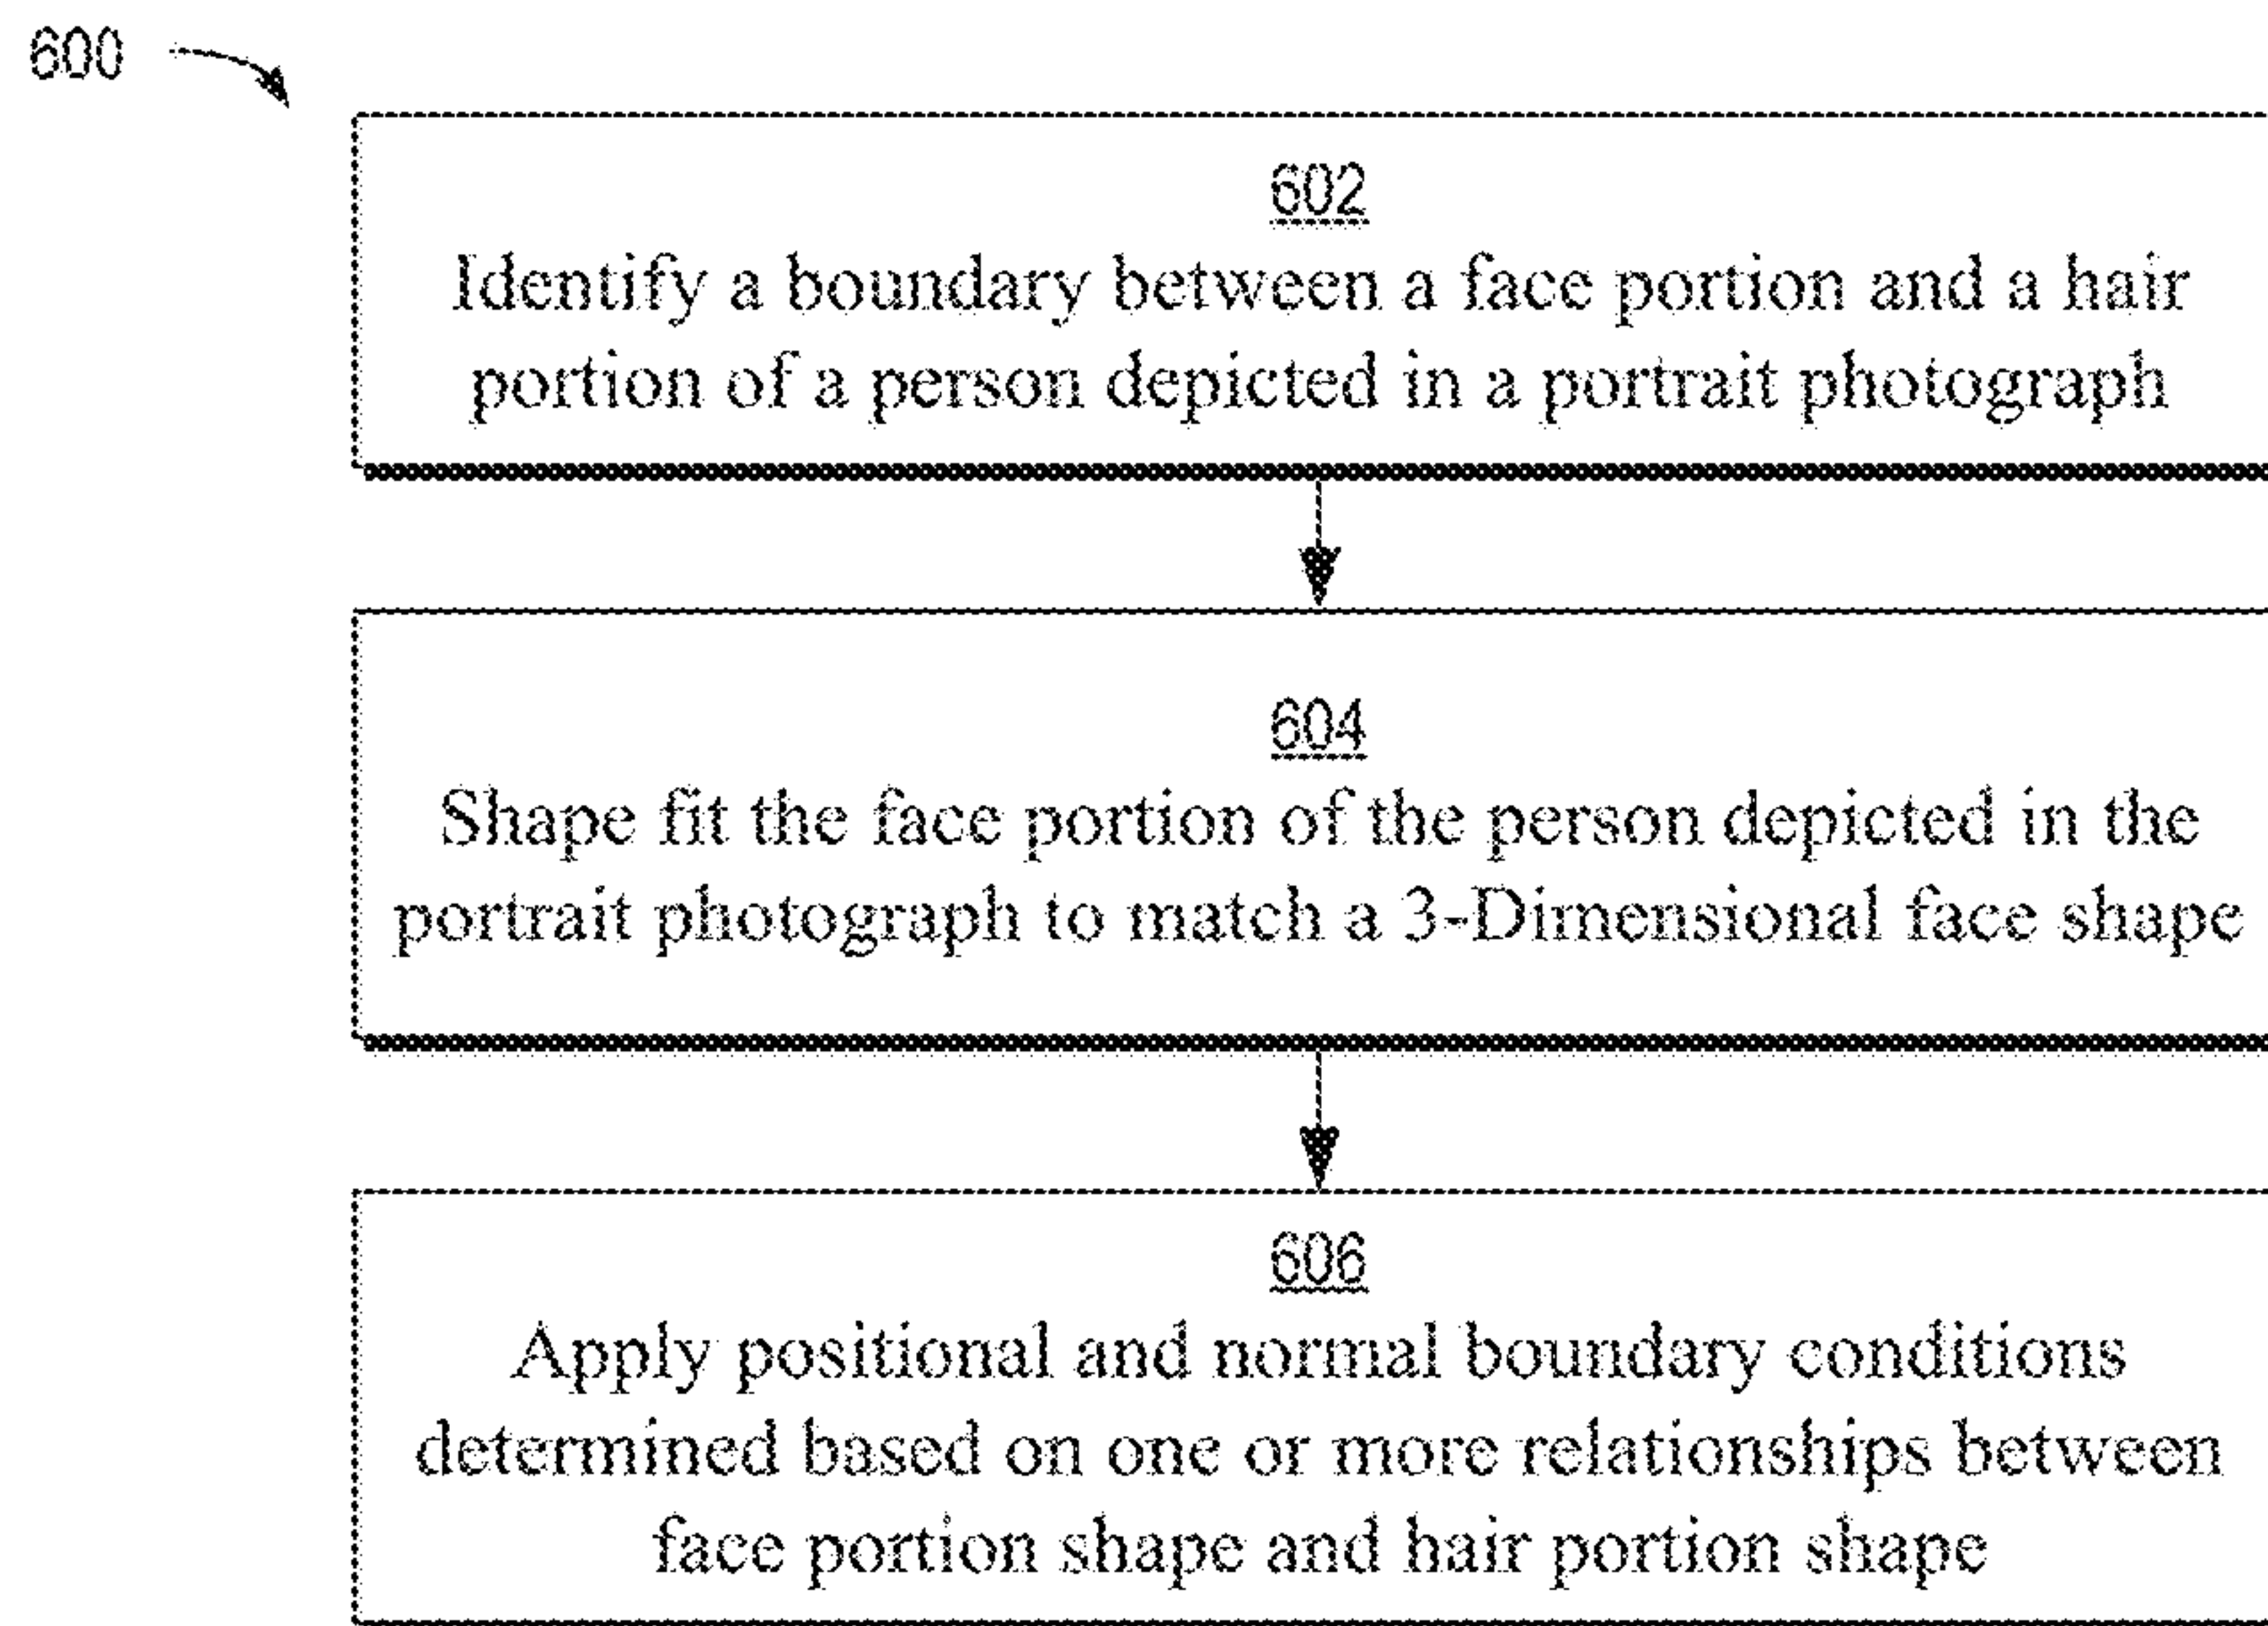 600
602
Identify a boundary between a face portion and a hair
portion of a person depicted in a portrait photograph
604
Shape fit the face portion of the person depicted in the
portrait photograph to match a 3-Dimensional face shape
606
Apply positional and normal boundary conditions
determined based on one or more relationships between
face portion shape and hair portion shape